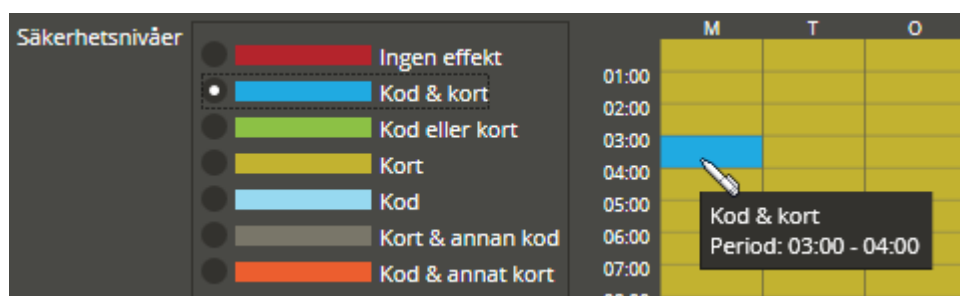 Säkerhetsnivåer
Ingen effekt
Kod & kort
Kod eller kort
Kort
Kod
Kort & annan kod
Kod & annat kort
M T O
01:00
02:00
03:00
04:00
05:00
06:00
07:00
Kod & kort
Period: 03:00 - 04:00